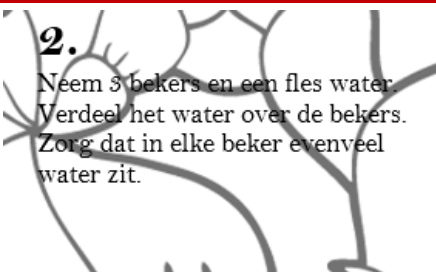 2.
Neem 3 bekers en een fles water.
Verdeel het water over de bekers.
Zorg dat in elke beker evenveel
water zit.